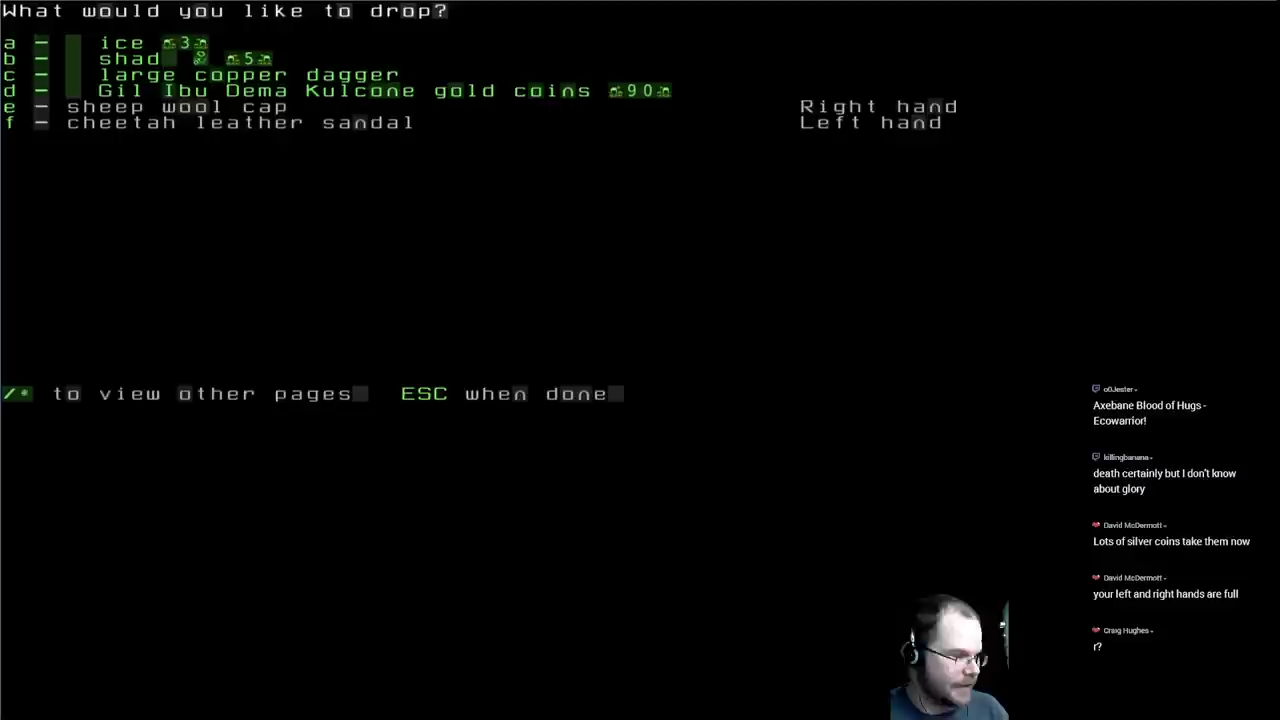 What would you like to drop?
a - ice 3
b - shad 5
c - large copper dagger
d - Gil Ibu Dema Kulcone gold coins 90
e - sheep wool cap Right hand
f - cheetah leather sandal Left hand
/* to view other pages ESC when done
o0Jester
Axebane Blood of Hugs -
Ecowarrior!
killingbanana
death certainly but I don't know
about glory
David McDermott
Lots of silver coins take them now
David McDermott
your left and right hands are full
Craig Hughes
r?